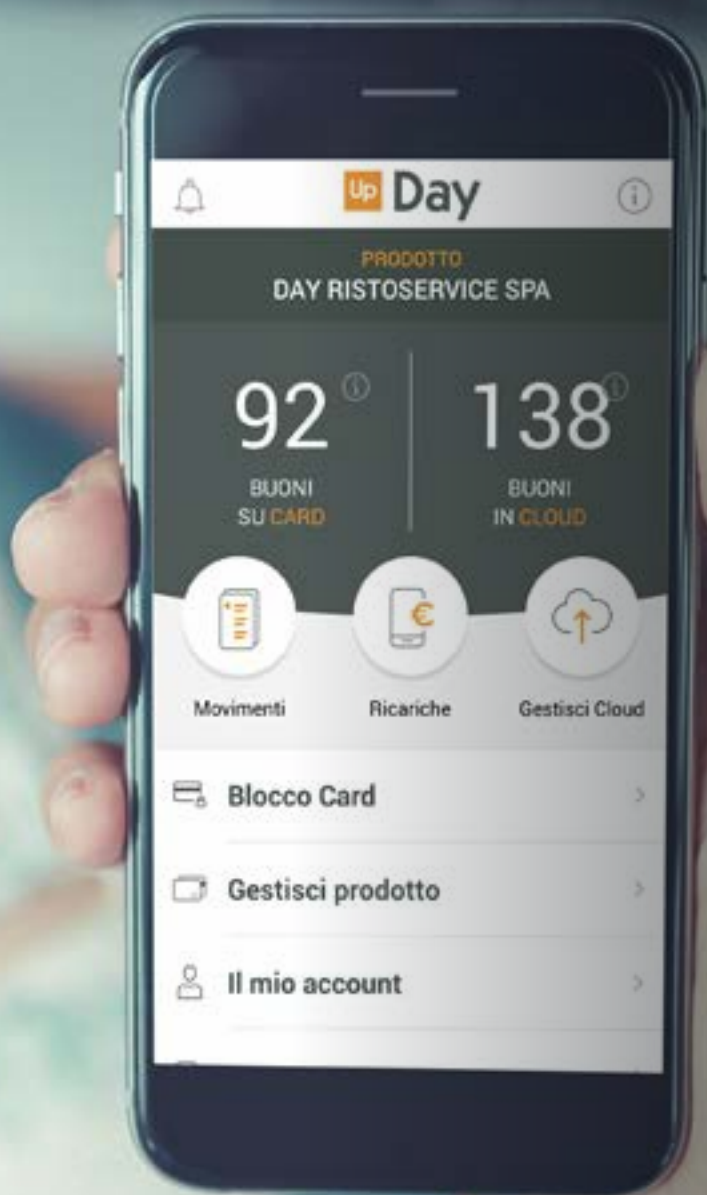 Up Day
PRODOTTO
DAY RISTOSERVICE SPA
92
138
BUONI
SU CARD
BUONI
IN CLOUD
€
Movimenti
Ricariche
Gestisci Cloud
Blocco Card
Gestisci prodotto
Il mio account